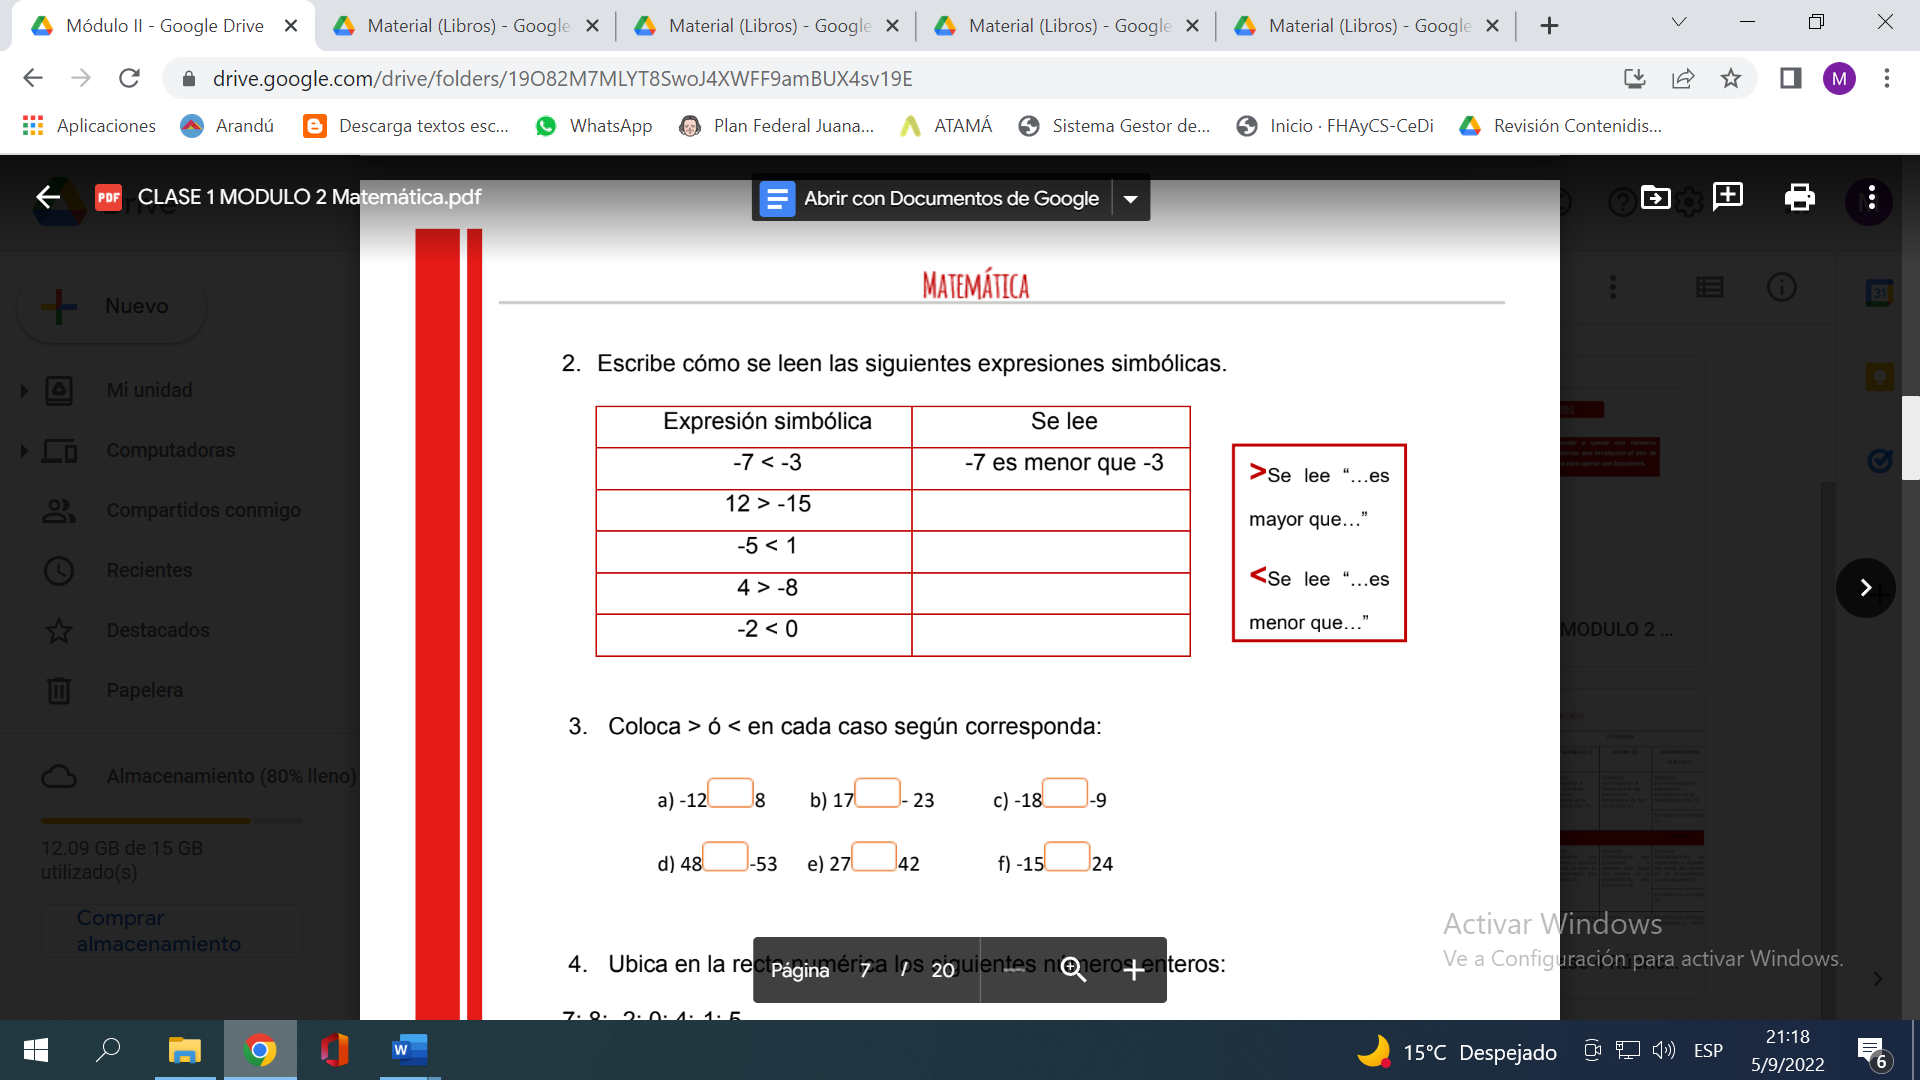 Módulo II - Google Drive
Material (Libros) - Google
Material (Libros) - Google
Material (Libros) - Google
Material (Libros) - Google
drive.google.com/drive/folders/19O82M7MLYT8SwoJ4XWFF9amBUX4sv19E
M
Aplicaciones
Arandú
Descarga textos esc...
WhatsApp
Plan Federal Juana...
ATAMÁ
Sistema Gestor de...
Inicio · FHAyCS-CeDi
Revisión Contenidis...
PDF
CLASE 1 MODULO 2 Matemática.pdf
Abrir con Documentos de Google
Nuevo
Mi unidad
Computadoras
Compartidos conmigo
Recientes
Destacados
Papelera
Almacenamiento (80% lleno)
12.09 GB de 15 GB
utilizado(s)
Comprar
almacenamiento
MATEMÁTICA
2. Escribe cómo se leen las siguientes expresiones simbólicas.
Expresión simbólica Se lee
-7 < -3 -7 es menor que -3
12 > -15
-5 < 1
4 > -8
-2 < 0
>Se lee “…es
mayor que…”
<Se lee “…es
menor que…”
3. Coloca > ó < en cada caso según corresponda:
a) -12 8 b) 17 - 23 c) -18 -9
d) 48 -53 e) 27 42 f) -15 24
4. Ubica en la recta numérica los siguientes números enteros:
Página 7 / 20
31
MODULO 2 ...
Activar Windows
Ve a Configuración para activar Windows.
15°C Despejado
ESP
21:18
5/9/2022
6